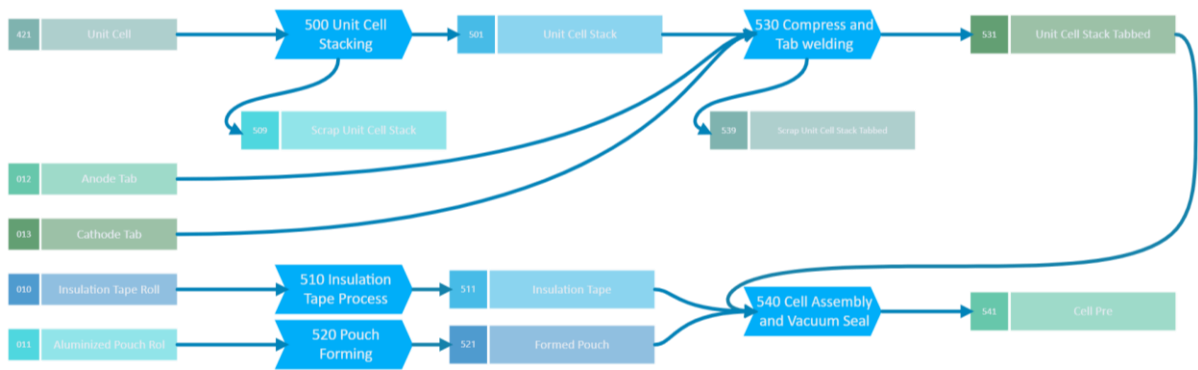 421 Unit Cell
500 Unit Cell
Stacking
501 Unit Cell Stack
530 Compress and
Tab welding
531 Unit Cell Stack Tabbed
509 Scrap Unit Cell Stack
539 Scrap Unit Cell Stack Tabbed
012 Anode Tab
013 Cathode Tab
010 Insulation Tape Roll
510 Insulation
Tape Process
511 Insulation Tape
540 Cell Assembly
and Vacuum Seal
541 Cell Pre
011 Aluminized Pouch Rol
520 Pouch
Forming
521 Formed Pouch